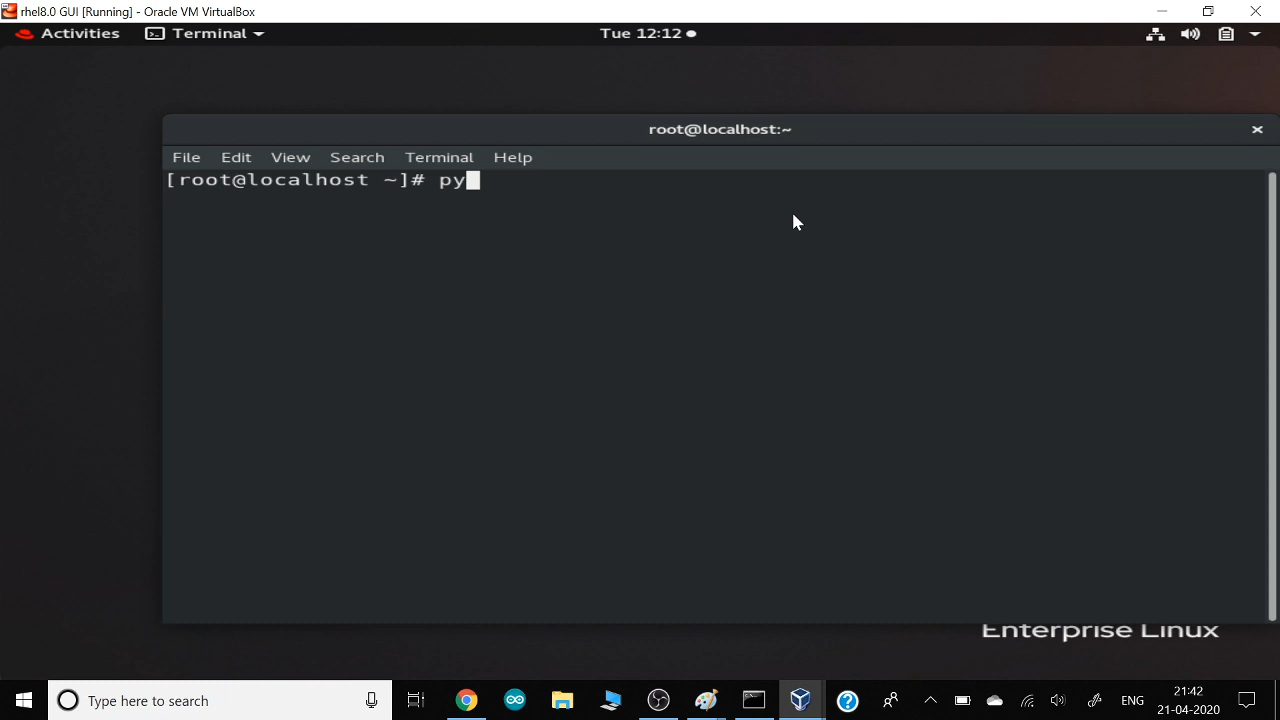 rhel8.0 GUI [Running] - Oracle VM VirtualBox
Activities Terminal Tue 12:12
root@localhost:~
File Edit View Search Terminal Help
[root@localhost ~]# py
Enterprise Linux
Type here to search
ENG
21:42
21-04-2020